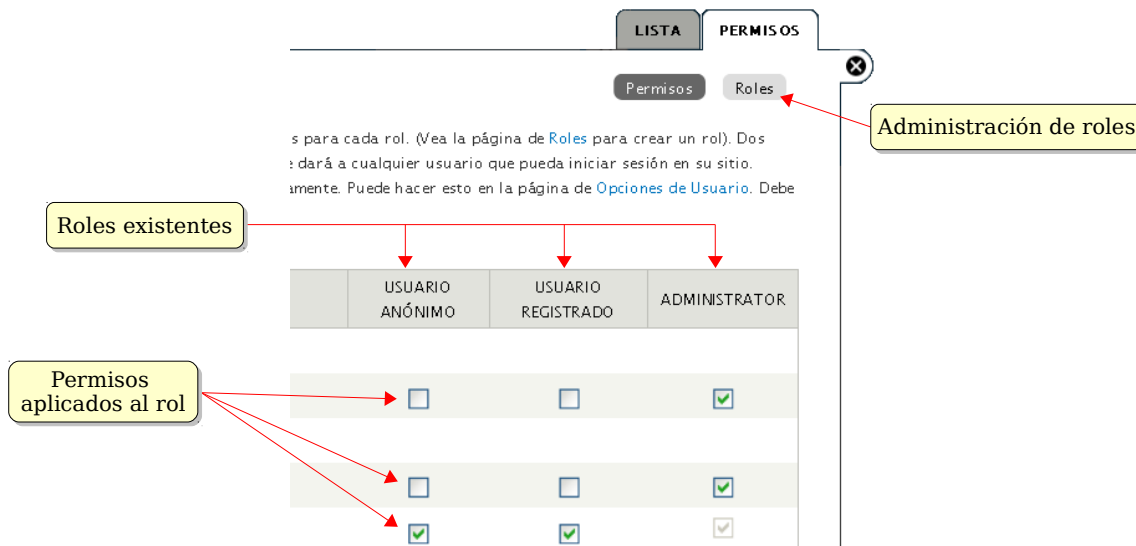 LISTA
PERMISOS
Permisos
Roles
Administración de roles
s para cada rol. (Vea la página de Roles para crear un rol). Dos
e dará a cualquier usuario que pueda iniciar sesión en su sitio.
amente. Puede hacer esto en la página de Opciones de Usuario. Debe
Roles existentes
USUARIO
ANÓNIMO
USUARIO
REGISTRADO
ADMINISTRATOR
Permisos
aplicados al rol